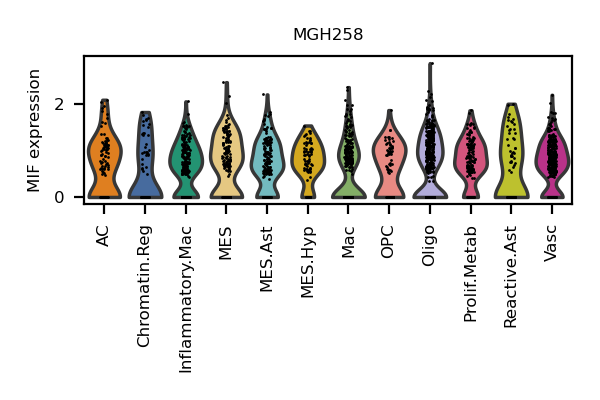 MGH258
MIF expression
2
0
AC
Chromatin.Reg
Inflammatory.Mac
MES
MES.Ast
MES.Hyp
Mac
OPC
Oligo
Prolif.Metab
Reactive.Ast
Vasc